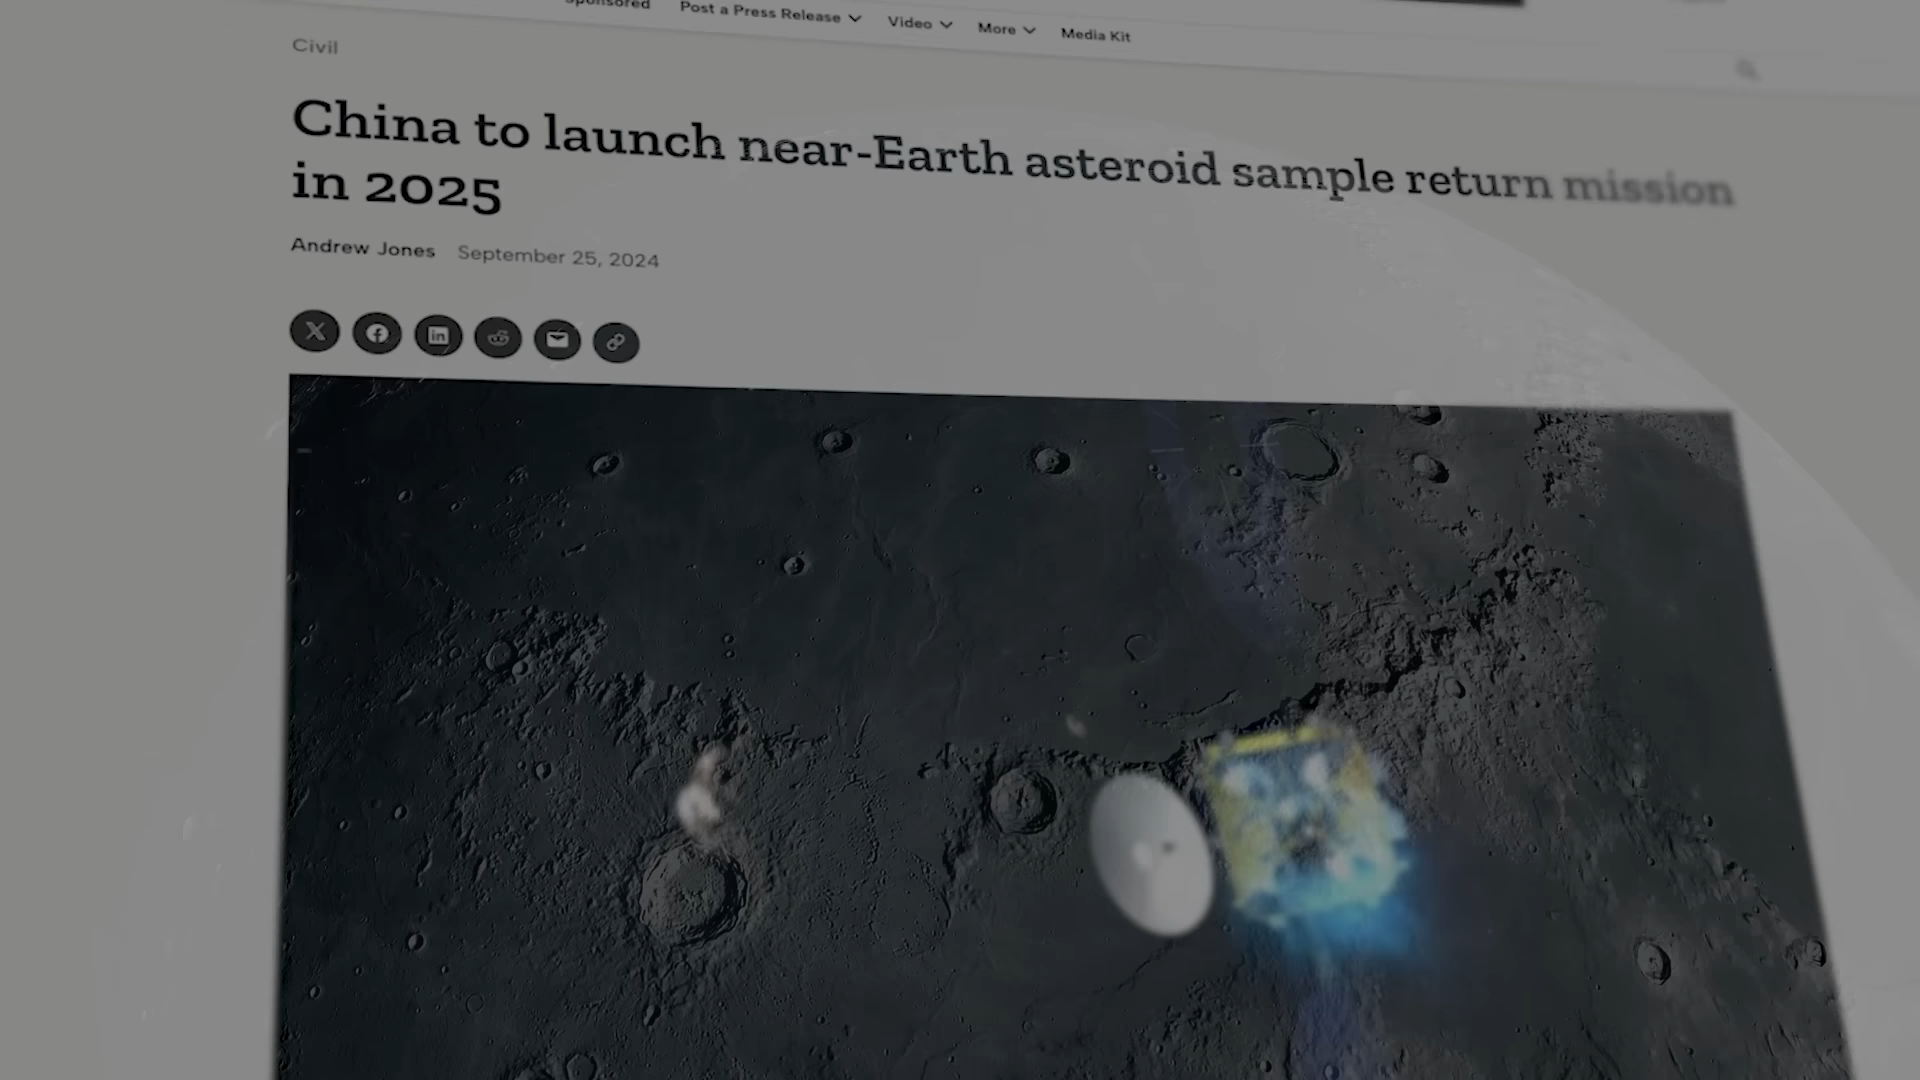 Sponsored Post a Press Release Video More Media Kit
Civil
China to launch near-Earth asteroid sample return mission
in 2025
Andrew Jones September 25, 2024